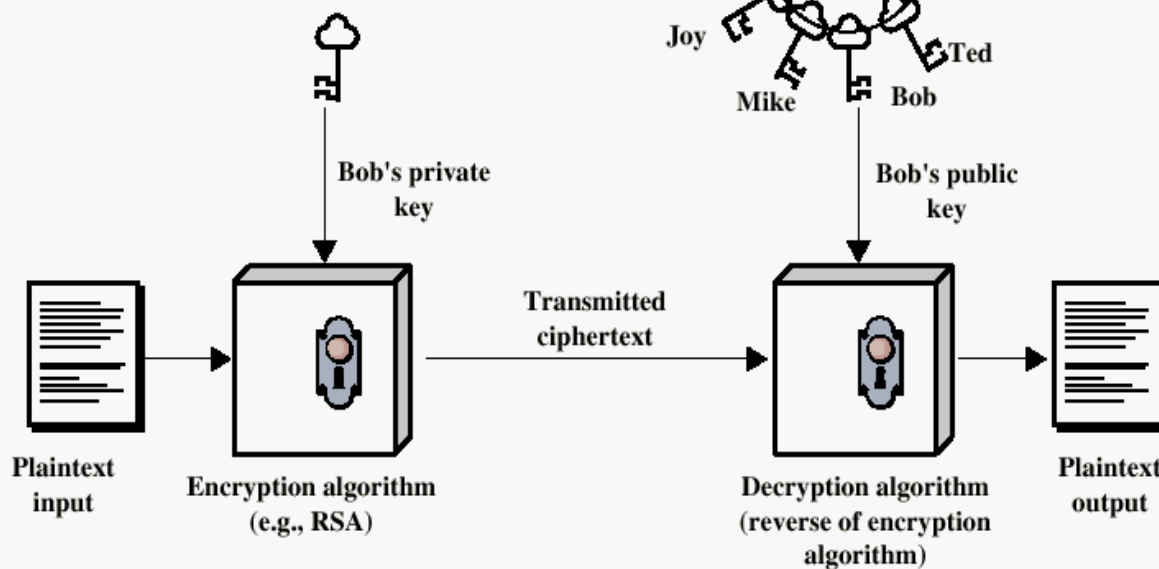 Joy
Ted
Mike
Bob
Bob's private
key
Bob's public
key
Transmitted
ciphertext
Plaintext
input
Encryption algorithm
(e.g., RSA)
Decryption algorithm
(reverse of encryption
algorithm)
Plaintext
output